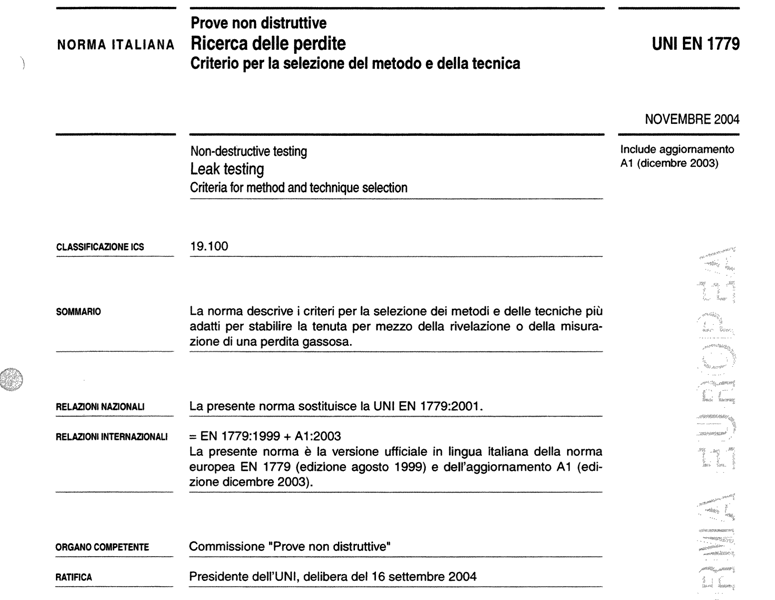 NORMA ITALIANA
Prove non distruttive
Ricerca delle perdite
Criterio per la selezione del metodo e della tecnica
UNI EN 1779
NOVEMBRE 2004
Non-destructive testing
Leak testing
Criteria for method and technique selection
Include aggiornamento
A1 (dicembre 2003)
CLASSIFICAZIONE ICS
19.100
SOMMARIO
La norma descrive i criteri per la selezione dei metodi e delle tecniche più
adatti per stabilire la tenuta per mezzo della rivelazione o della misura-
zione di una perdita gassosa.
RELAZIONI NAZIONALI
La presente norma sostituisce la UNI EN 1779:2001.
RELAZIONI INTERNAZIONALI
= EN 1779:1999 + A1:2003
La presente norma è la versione ufficiale in lingua italiana della norma
europea EN 1779 (edizione agosto 1999) e dell'aggiornamento A1 (edi-
zione dicembre 2003).
ORGANO COMPETENTE
Commissione "Prove non distruttive"
RATIFICA
Presidente dell'UNI, delibera del 16 settembre 2004
RMA EUROPEA